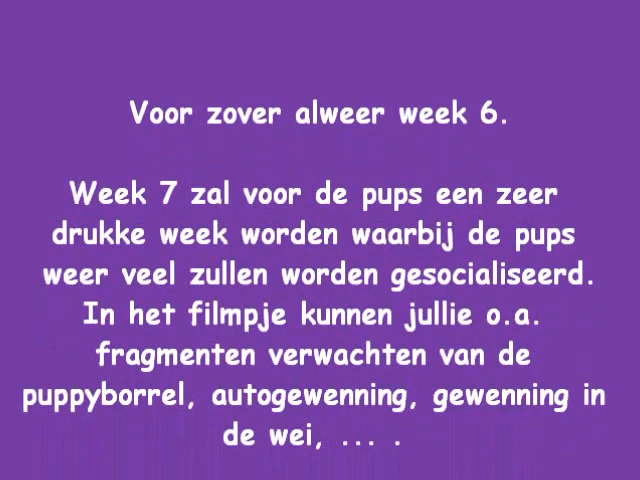 Voor zover alweer week 6.
Week 7 zal voor de pups een zeer
drukke week worden waarbij de pups
weer veel zullen worden gesocialiseerd.
In het filmpje kunnen jullie o.a.
fragmenten verwachten van de
puppyborrel, autogewenning, gewenning in
de wei, ... .